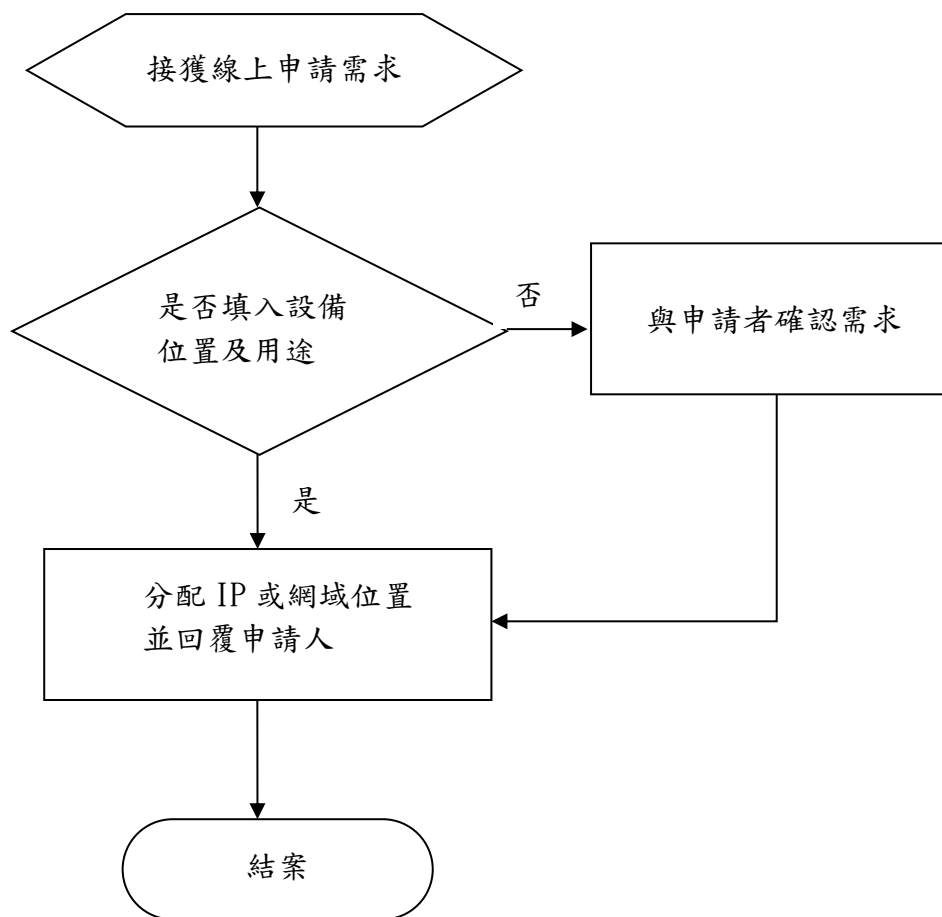 接獲線上申請需求
是否填入設備
位置及用途
否
與申請者確認需求
是
分配 IP 或網域位置
並回覆申請人
結案